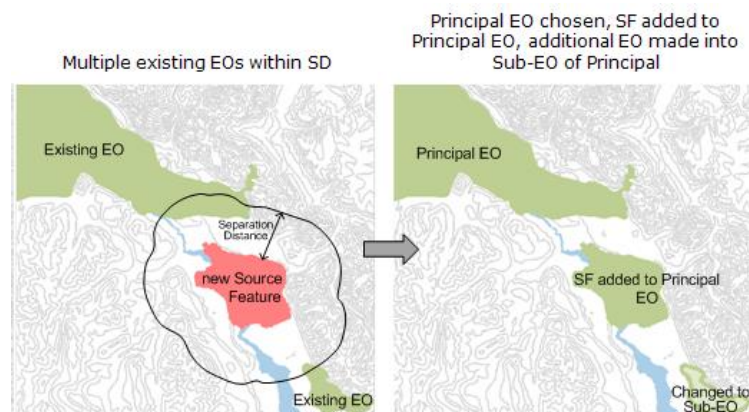 Multiple existing EOs within SD
Principal EO chosen, SF added to
Principal EO, additional EO made into
Sub-EO of Principal
Existing EO
Separation
Distance
new Source
Feature
Existing EO
Principal EO
SF added to Principal
EO
Changed to
Sub-EO